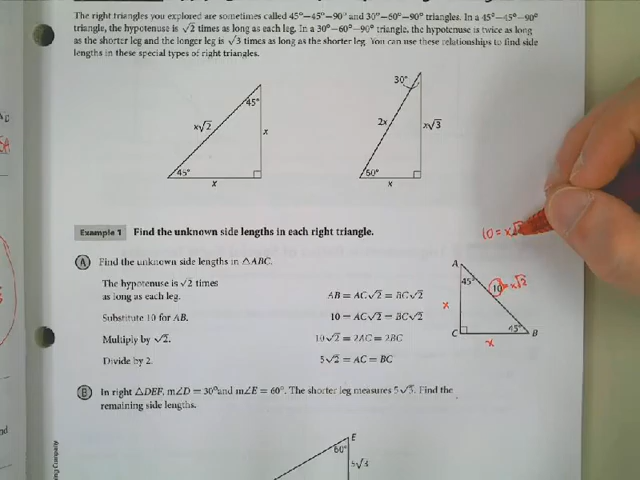 The right triangles you explored are sometimes called 45°–45°–90° and 30°–60°–90° triangles. In a 45°–45°–90°
triangle, the hypotenuse is √2 times as long as each leg. In a 30°–60°–90° triangle, the hypotenuse is twice as long
as the shorter leg and the longer leg is √3 times as long as the shorter leg. You can use these relationships to find side
lengths in these special types of right triangles.
30°
45°
x√2
x
2x
x√3
45°
60°
x
x
Example 1 Find the unknown side lengths in each right triangle.
10 = x√2
A Find the unknown side lengths in △ABC.
A
The hypotenuse is √2 times
as long as each leg.
AB = AC√2 = BC√2
45°
10
x√2
x
Substitute 10 for AB.
10 = AC√2 = BC√2
45°
C
B
x
Multiply by √2.
10√2 = 2AC = 2BC
Divide by 2.
5√2 = AC = BC
B In right △DEF, m∠D = 30° and m∠E = 60°. The shorter leg measures 5√3. Find the
remaining side lengths.
E
60°
5√3